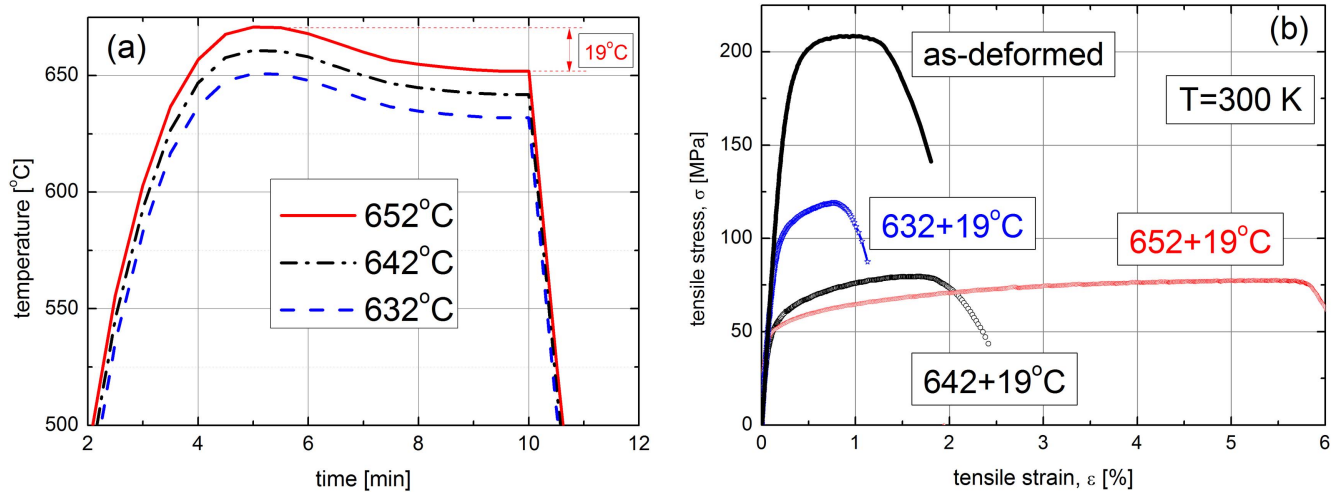 (a)
19°C
650
600
550
500
temperature [°C]
652°C
642°C
632°C
2
4
6
8
10
12
time [min]
(b)
as-deformed
T=300 K
632+19°C
652+19°C
642+19°C
200
150
100
50
0
tensile stress, σ [MPa]
0
1
2
3
4
5
6
tensile strain, ε [%]